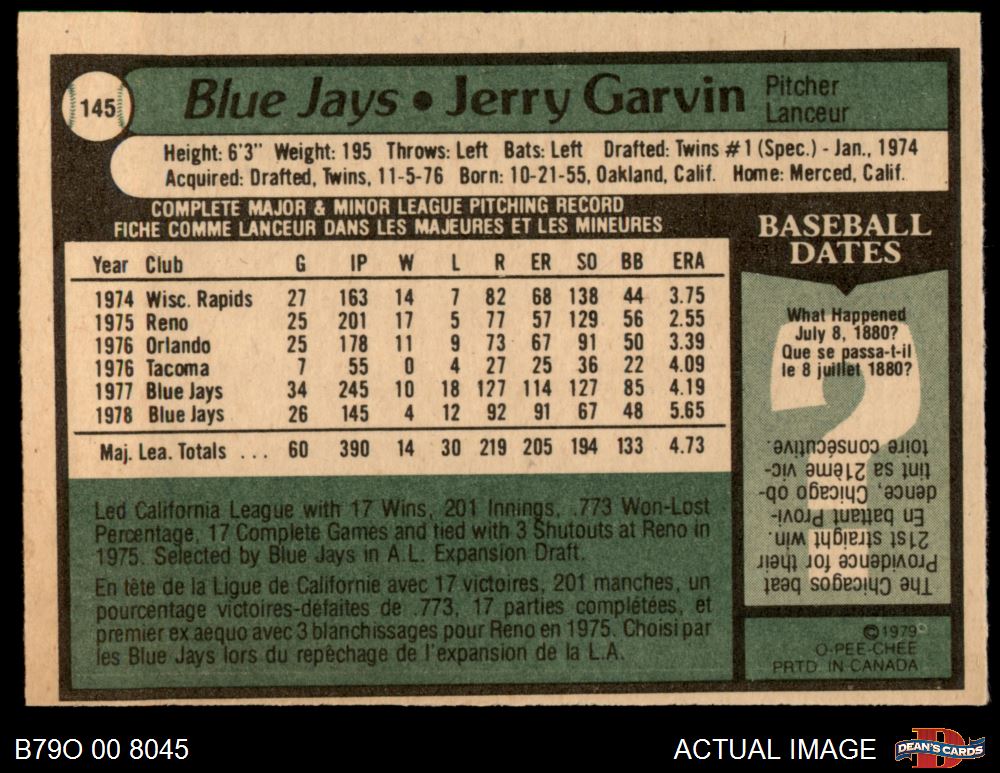 145
Blue Jays • Jerry Garvin
Pitcher
Lanceur
Height: 6'3" Weight: 195 Throws: Left Bats: Left Drafted: Twins #1 (Spec.) - Jan., 1974
Acquired: Drafted, Twins, 11-5-76 Born: 10-21-55, Oakland, Calif. Home: Merced, Calif.
COMPLETE MAJOR & MINOR LEAGUE PITCHING RECORD
FICHE COMME LANCEUR DANS LES MAJEURES ET LES MINEURES
Year Club G IP W L R ER SO BB ERA
1974 Wisc. Rapids 27 163 14 7 82 68 138 44 3.75
1975 Reno 25 201 17 5 77 57 129 56 2.55
1976 Orlando 25 178 11 9 73 67 91 50 3.39
1976 Tacoma 7 55 0 4 27 25 36 22 4.09
1977 Blue Jays 34 245 10 18 127 114 127 85 4.19
1978 Blue Jays 26 145 4 12 92 91 67 48 5.65
Maj. Lea. Totals ... 60 390 14 30 219 205 194 133 4.73
Led California League with 17 Wins, 201 Innings, .773 Won-Lost
Percentage, 17 Complete Games and tied with 3 Shutouts at Reno in
1975. Selected by Blue Jays in A.L. Expansion Draft.
En tête de la Ligue de Californie avec 17 victoires, 201 manches, un
pourcentage victoires-défaites de .773, 17 parties complétées, et
premier ex aequo avec 3 blanchissages pour Reno en 1975. Choisi par
les Blue Jays lors du repêchage de l'expansion de la L.A.
BASEBALL
DATES
What Happened
July 8, 1880?
Que se passa-t-il
le 8 juillet 1880?
The Chicagos beat
Providence for their
21st straight win.
En battant Provi-
dence, Chicago ob-
tint sa 21ème vic-
toire consécutive.
©1979
O-PEE-CHEE
PRTD. IN CANADA
B79O 00 8045
ACTUAL IMAGE
D
DEAN'S CARDS